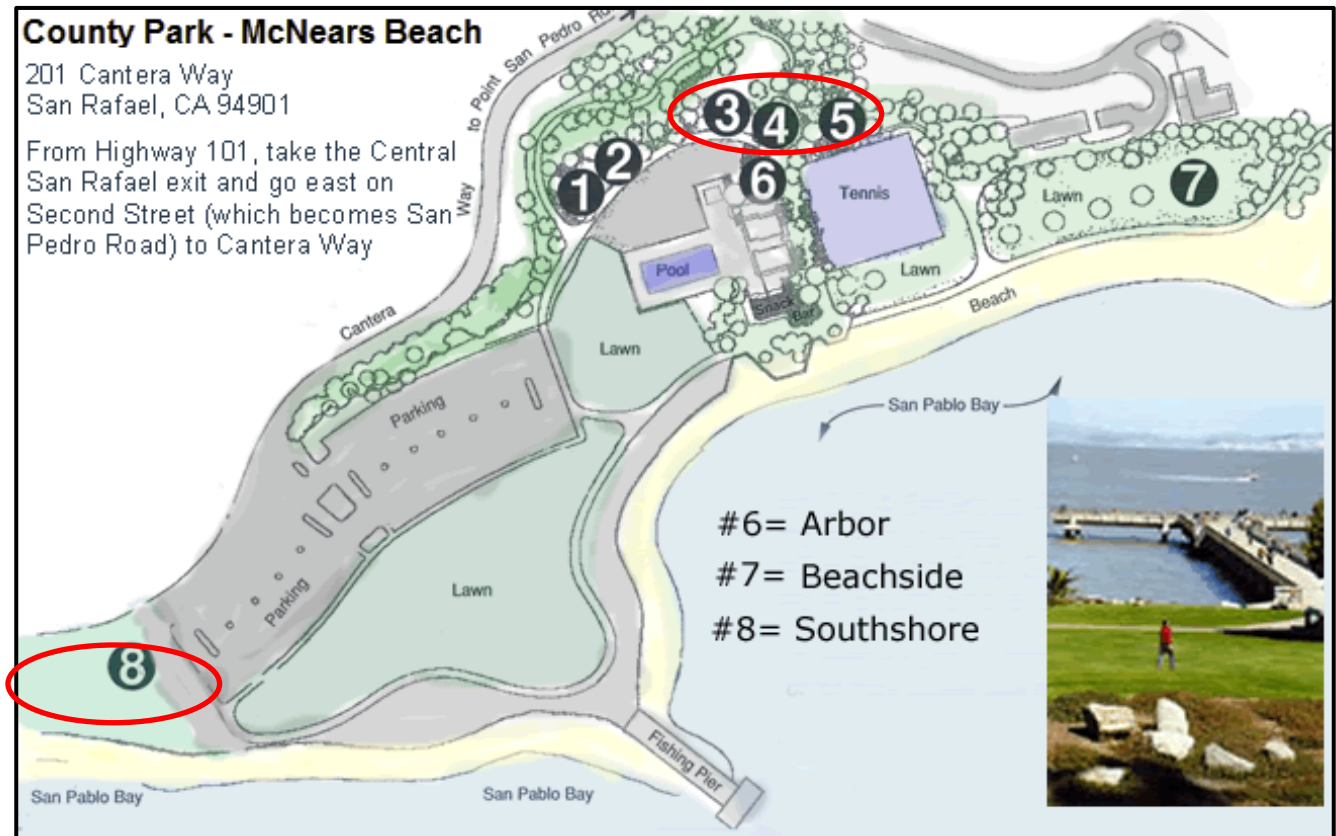 County Park - McNears Beach
201 Cantera Way
San Rafael, CA 94901
From Highway 101, take the Central
San Rafael exit and go east on
Second Street (which becomes San
Pedro Road) to Cantera Way
to Point San Pedro
Cantera
Way
1
2
3
4
5
6
7
8
Tennis
Lawn
Pool
Lawn
Snack
Bar
Beach
Lawn
Parking
San Pablo Bay
#6= Arbor
#7= Beachside
#8= Southshore
Lawn
Parking
Fishing Pier
San Pablo Bay
San Pablo Bay